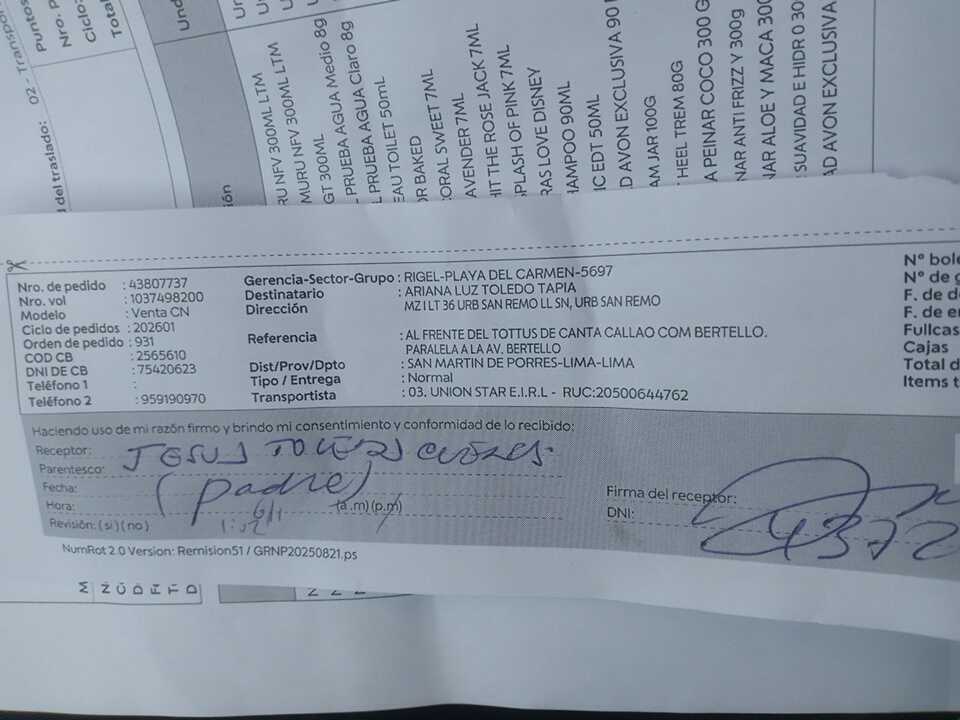 02 - Transpor
Puntos
Nro. P
Ciclo:
Total
d del traslado:
Und
ión
RU NFV 300ML LTM
MURU NFV 300ML LTM
GT 300ML
PRUEBA AGUA Medio 8g
PRUEBA AGUA Claro 8g
EAU TOILET 50mL
OR BAKED
CORAL SWEET 7ML
AVENDER 7ML
HIT THE ROSE JACK 7ML
SPLASH OF PINK 7ML
RAS LOVE DISNEY
HAMPOO 90ML
IC EDT 50ML
D AVON EXCLUSIVA 90
AM JAR 100G
HEEL TREM 80G
A PEINAR COCO 300 G
NAR ANTI FRIZZ Y 300g
NAR ALOE Y MACA 300
SUAVIDAD E HIDR 0 30
AD AVON EXCLUSIVA
Nro. de pedido : 43807737
Nro. vol : 1037498200
Modelo : Venta CN
Ciclo de pedidos : 202601
Orden de pedido : 931
COD CB : 2565610
DNI DE CB : 75420623
Teléfono 1 :
Teléfono 2 : 959190970
Gerencia-Sector-Grupo : RIGEL-PLAYA DEL CARMEN-5697
Destinatario : ARIANA LUZ TOLEDO TAPIA
Dirección MZ I LT 36 URB SAN REMO LL SN, URB SAN REMO
Referencia : AL FRENTE DEL TOTTUS DE CANTA CALLAO COM BERTELLO.
PARALELA A LA AV. BERTELLO
Dist/Prov/Dpto : SAN MARTIN DE PORRES-LIMA-LIMA
Tipo / Entrega : Normal
Transportista : 03. UNION STAR E.I.R.L - RUC:20500644762
N° bole
N° de g
F. de d
F. de e
Fullcas
Cajas
Total d
Items t
Haciendo uso de mi razón firmo y brindo mi consentimiento y conformidad de lo recibido:
Receptor: JESUS TOLEDO
Parentesco: (padre)
Fecha: 6/1
Hora: (a.m)(p.m)
Revisión: (si) (no)
Firma del receptor:
DNI: 4372
NumRot 2.0 Version: Remision51 / GRNP20250821.ps